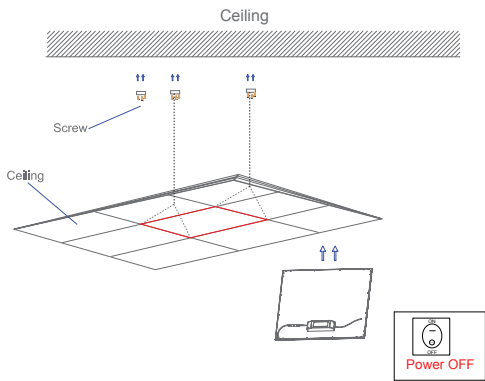 Ceiling
Screw
Ceiling
ON
OFF
Power OFF